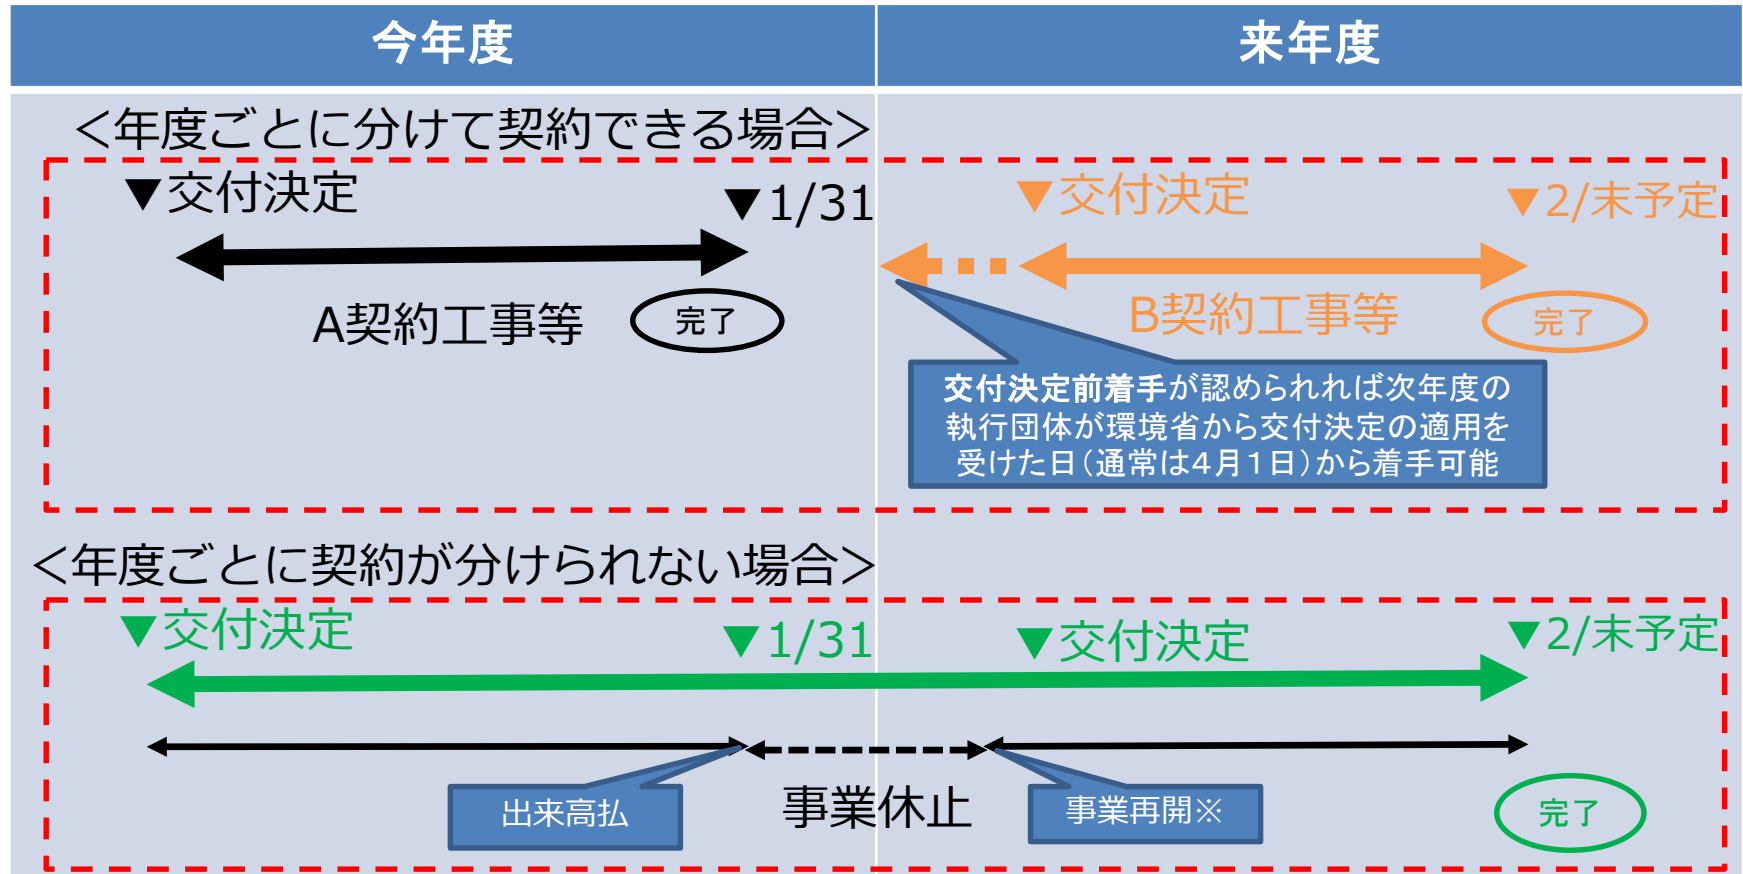 今年度
来年度
＜年度ごとに分けて契約できる場合＞
▼交付決定
▼1/31
▼交付決定
▼2/末予定
A契約工事等
完了
B契約工事等
完了
交付決定前着手が認められれば次年度の
執行団体が環境省から交付決定の適用を
受けた日（通常は４月１日）から着手可能
＜年度ごとに契約が分けられない場合＞
▼交付決定
▼1/31
▼交付決定
▼2/末予定
出来高払
事業休止
事業再開※
完了